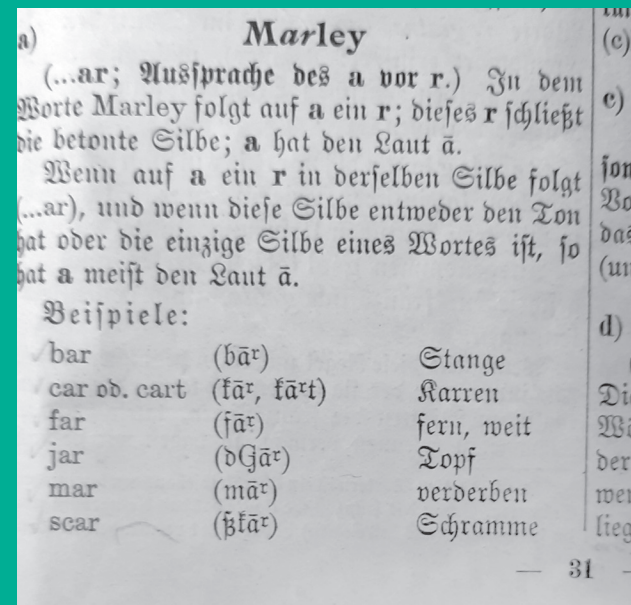 a) Marley
(...ar; Ausſprache des a vor r.) In dem
Worte Marley folgt auf a ein r; dieſes r ſchließt
die betonte Silbe; a hat den Laut ā.
Wenn auf a ein r in derſelben Silbe folgt
(...ar), und wenn dieſe Silbe entweder den Ton
hat oder die einzige Silbe eines Wortes iſt, ſo
hat a meiſt den Laut ā.
Beiſpiele:
bar (bāʳ) Stange
car od. cart (kāʳ, kāʳt) Karren
far (fāʳ) fern, weit
jar (dGāʳ) Topf
mar (māʳ) verderben
scar (ßkāʳ) Schramme
— 31 -
(c)
c)
d)